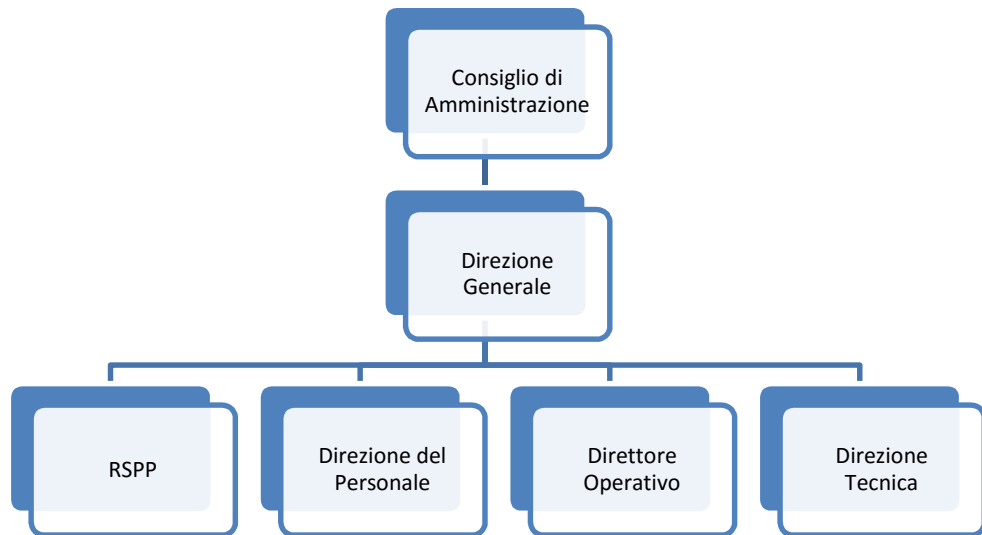 Consiglio di
Amministrazione
Direzione
Generale
RSPP
Direzione del
Personale
Direttore
Operativo
Direzione
Tecnica